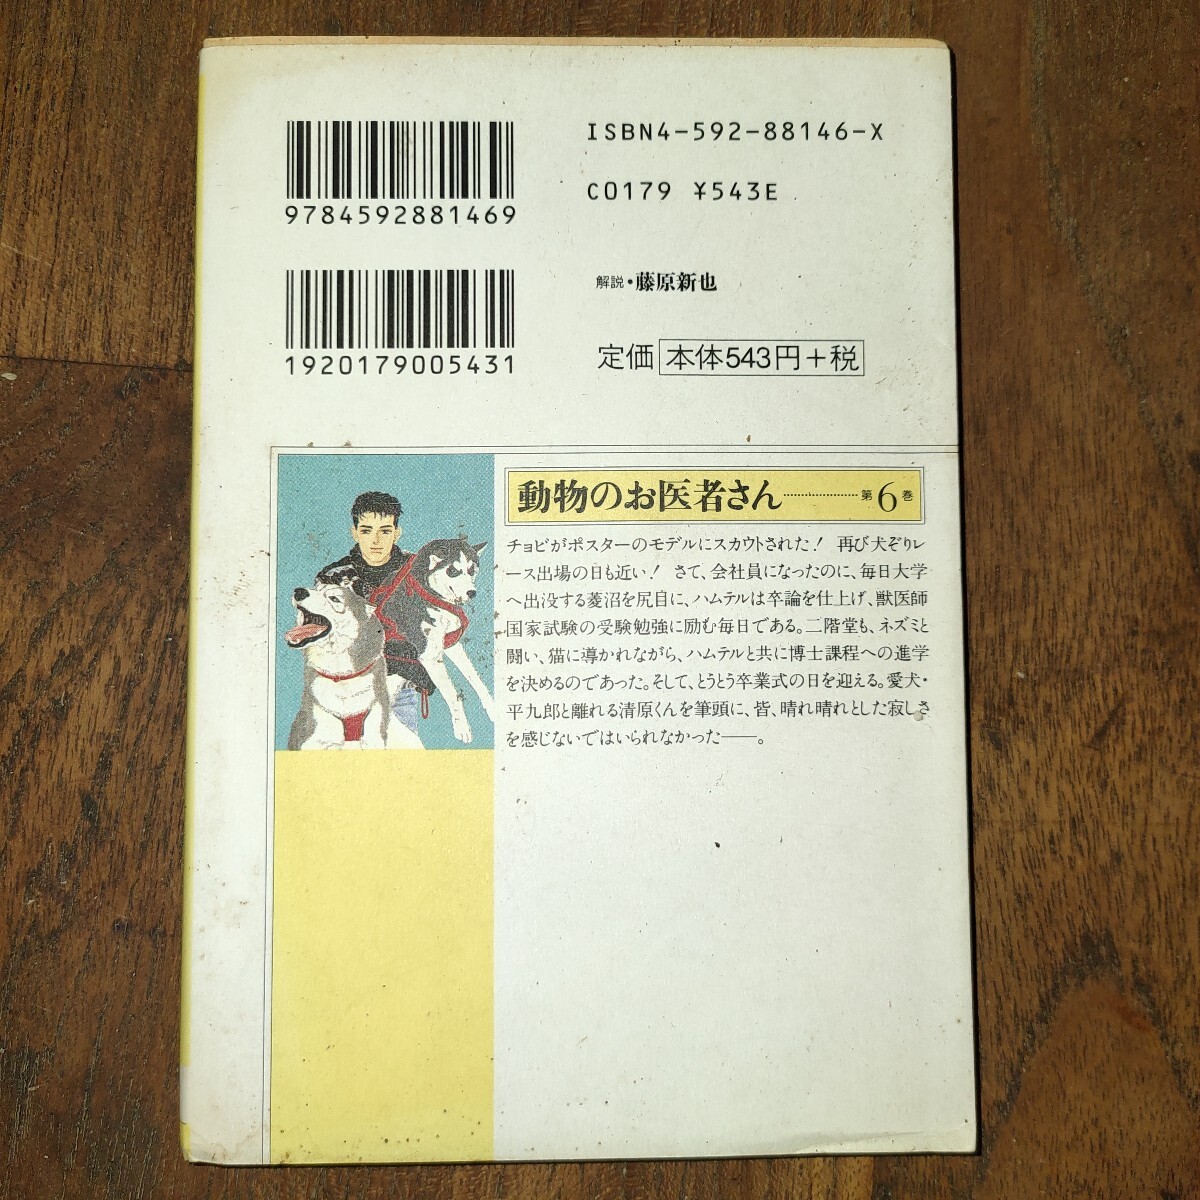 ISBN4-592-88146-X
9784592881469
C0179 ¥543E
解説・藤原新也
1920179005431
定価 本体543円+税
動物のお医者さん…………第6巻
チョビがポスターのモデルにスカウトされた! 再び犬ぞりレ
ース出場の日も近い! さて、会社員になったのに、毎日大学
へ出没する菱沼を尻目に、ハムテルは卒論を仕上げ、獣医師
国家試験の受験勉強に励む毎日である。二階堂も、ネズミと
闘い、猫に導かれながら、ハムテルと共に博士課程への進学
を決めるのであった。そして、とうとう卒業式の日を迎える。愛犬・
平九郎と離れる清原くんを筆頭に、皆、晴れ晴れとした寂しさ
を感じないではいられなかった——。